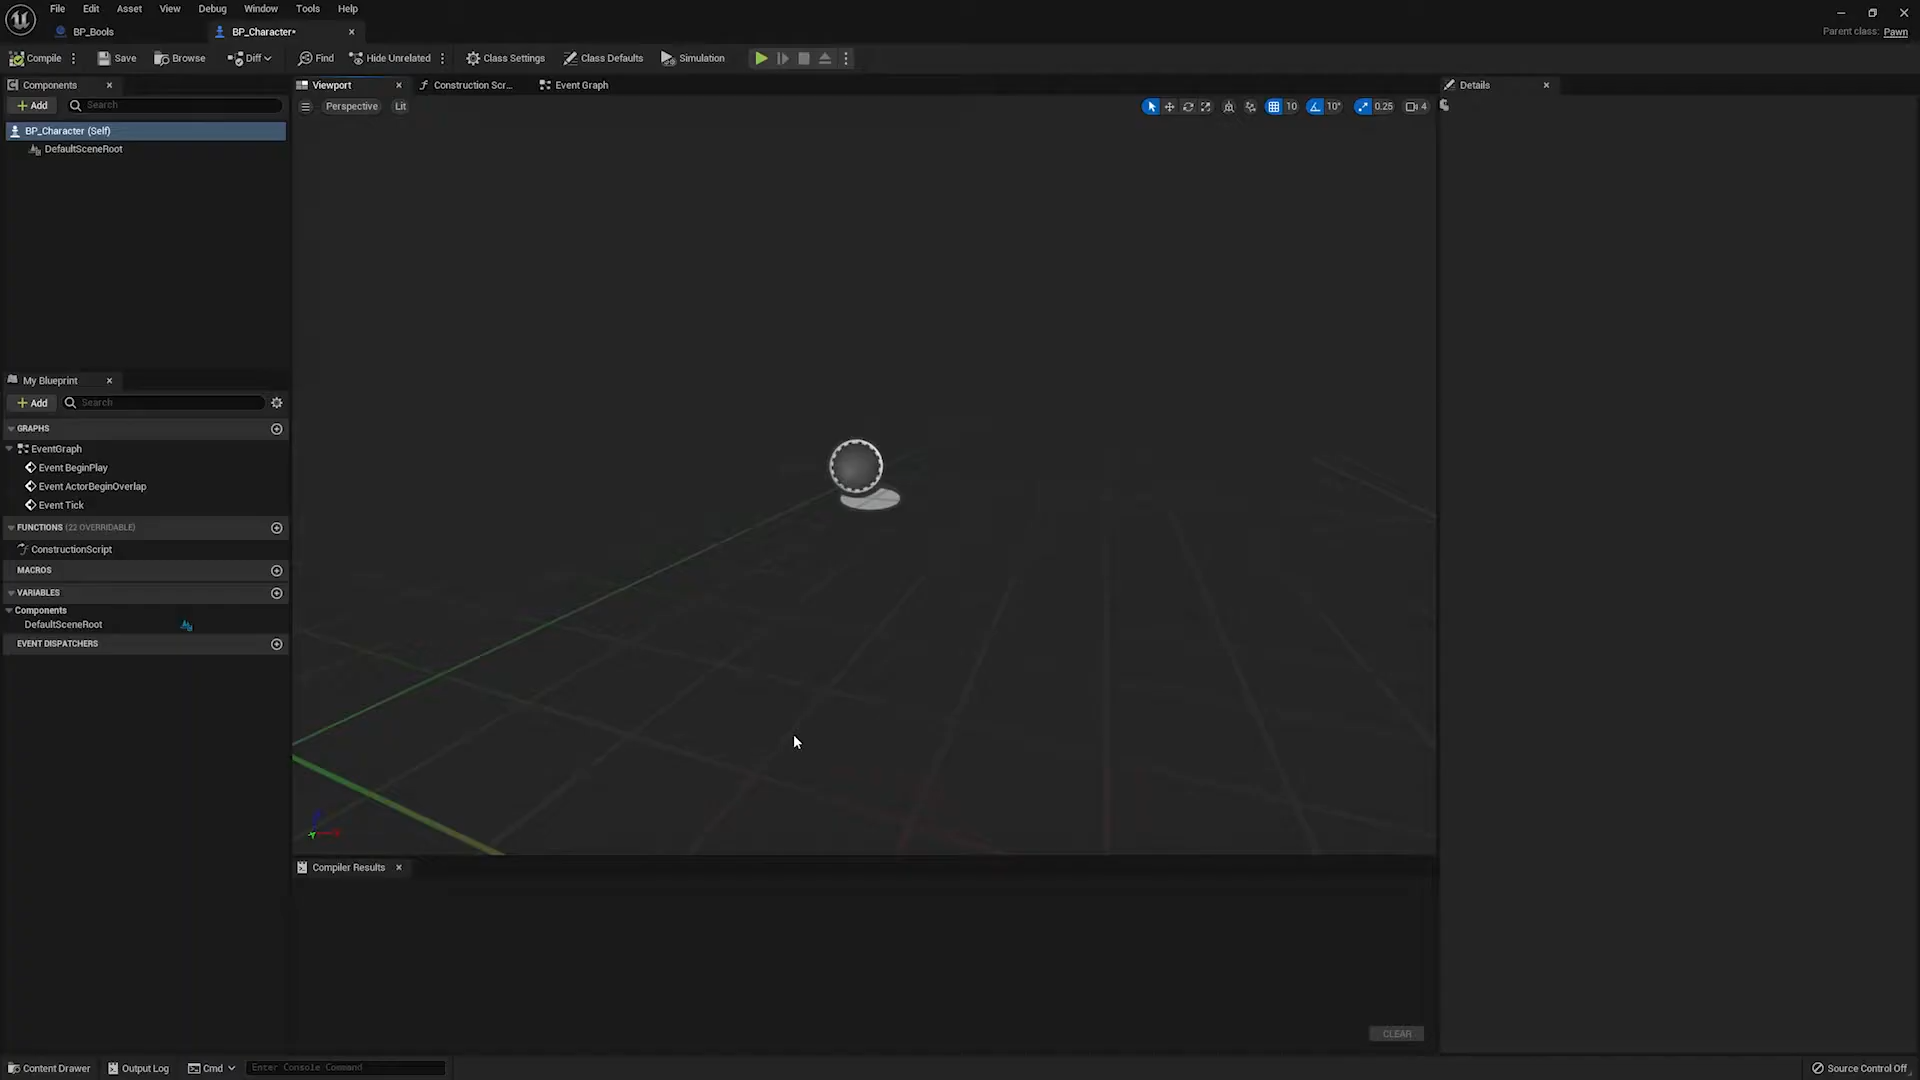 File Edit Asset View Debug Window Tools Help
BP_Bools BP_Character*
Parent class: Pawn
Compile Save Browse Diff Find Hide Unrelated Class Settings Class Defaults Simulation
Components Viewport Construction Scr... Event Graph Details
Add Search Perspective Lit 10 10° 0.25 4
BP_Character (Self)
DefaultSceneRoot
My Blueprint
Add Search
GRAPHS
EventGraph
Event BeginPlay
Event ActorBeginOverlap
Event Tick
FUNCTIONS (22 OVERRIDABLE)
ConstructionScript
MACROS
VARIABLES
Components
DefaultSceneRoot
EVENT DISPATCHERS
Compiler Results
CLEAR
Content Drawer Output Log Cmd Enter Console Command Source Control Off